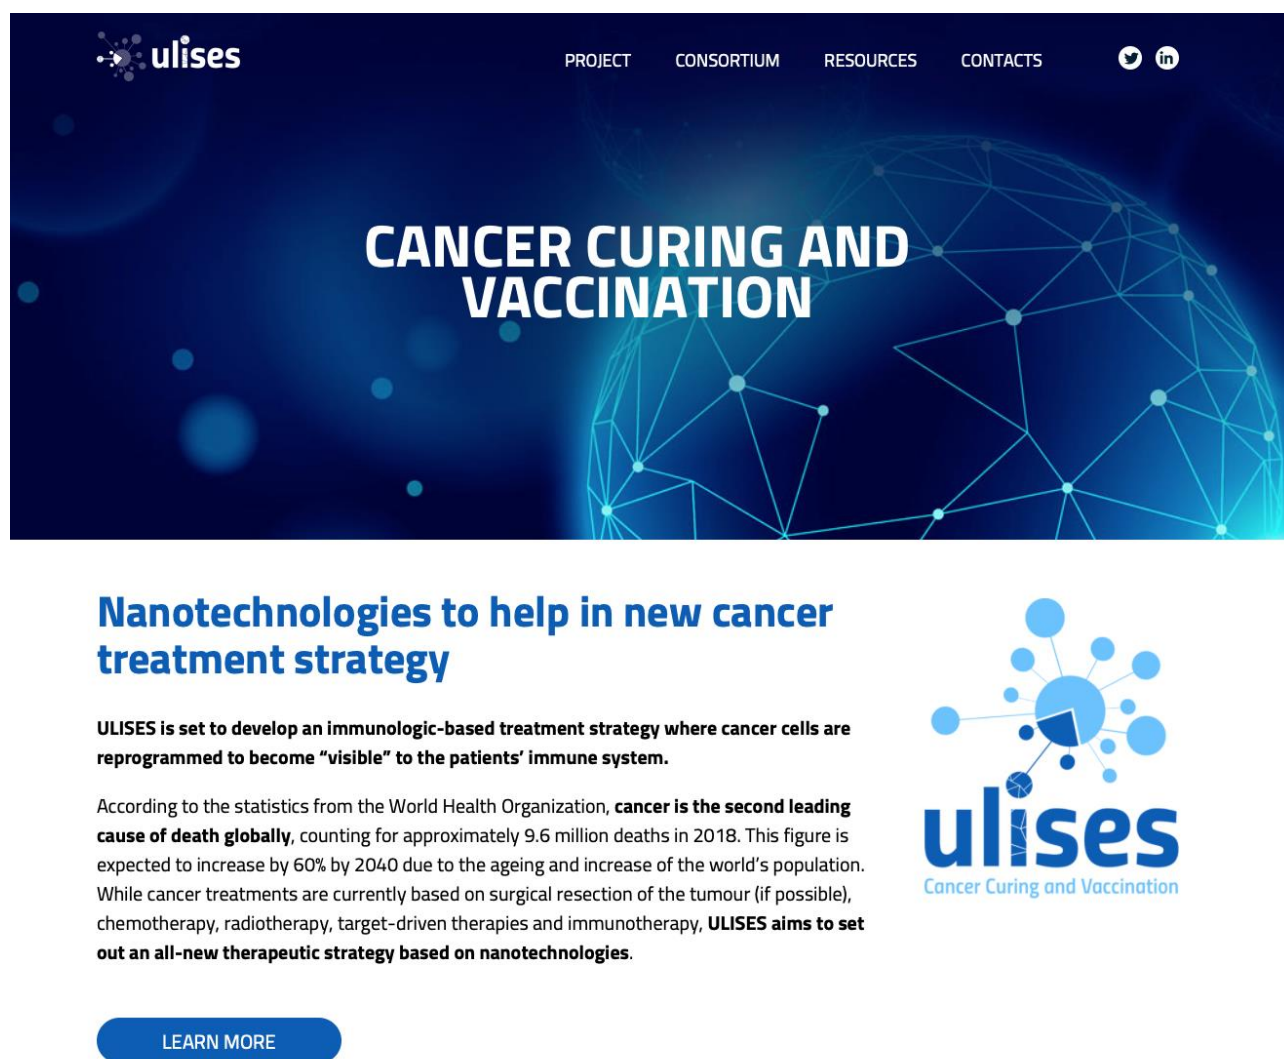 ulises
PROJECT CONSORTIUM RESOURCES CONTACTS in
CANCER CURING AND
VACCINATION
Nanotechnologies to help in new cancer
treatment strategy
ULISES is set to develop an immunologic-based treatment strategy where cancer cells are
reprogrammed to become “visible” to the patients’ immune system.
According to the statistics from the World Health Organization, cancer is the second leading
cause of death globally, counting for approximately 9.6 million deaths in 2018. This figure is
expected to increase by 60% by 2040 due to the ageing and increase of the world’s population.
While cancer treatments are currently based on surgical resection of the tumour (if possible),
chemotherapy, radiotherapy, target-driven therapies and immunotherapy, ULISES aims to set
out an all-new therapeutic strategy based on nanotechnologies.
LEARN MORE
ulises
Cancer Curing and Vaccination